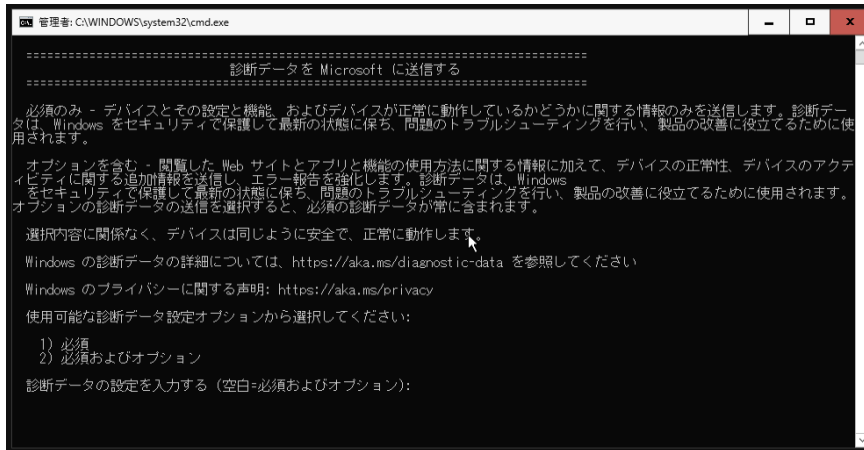 管理者: C:\WINDOWS\system32\cmd.exe
================================================================================
診断データを Microsoft に送信する
================================================================================
必須のみ - デバイスとその設定と機能、およびデバイスが正常に動作しているかどうかに関する情報のみを送信します。診断デー
タは、Windows をセキュリティで保護して最新の状態に保ち、問題のトラブルシューティングを行い、製品の改善に役立てるために使
用されます。
オプションを含む - 閲覧した Web サイトとアプリと機能の使用方法に関する情報に加えて、デバイスの正常性、デバイスのアクテ
ィビティに関する追加情報を送信し、エラー報告を強化します。診断データは、Windows
をセキュリティで保護して最新の状態に保ち、問題のトラブルシューティングを行い、製品の改善に役立てるために使用されます。
オプションの診断データの送信を選択すると、必須の診断データが常に含まれます。
選択内容に関係なく、デバイスは同じように安全で、正常に動作します。
Windows の診断データの詳細については、https://aka.ms/diagnostic-data を参照してください
Windows のプライバシーに関する声明: https://aka.ms/privacy
使用可能な診断データ設定オプションから選択してください:
1) 必須
2) 必須およびオプション
診断データの設定を入力する (空白=必須およびオプション):